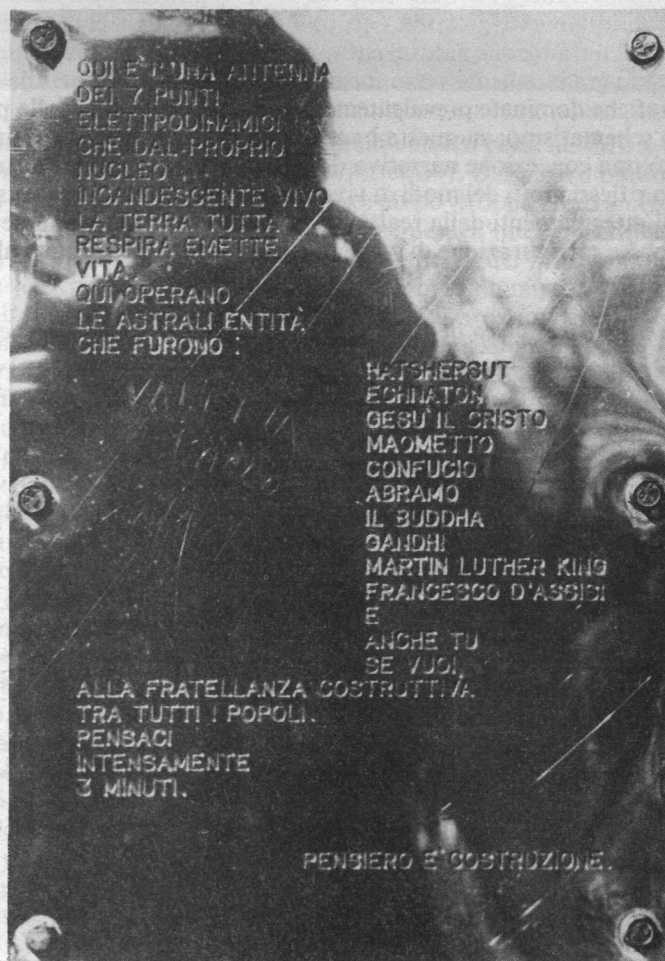 QUI E' L'UNA ANTENNA
DEI 7 PUNTI
ELETTRODINAMICI
CHE DAL PROPRIO
NUCLEO
INCANDESCENTE VIVO
LA TERRA TUTTA
RESPIRA EMETTE
VITA.
QUI OPERANO
LE ASTRALI ENTITÀ
CHE FURONO :
HATSHEPSUT
ECHNATON
GESU' IL CRISTO
MAOMETTO
CONFUCIO
ABRAMO
IL BUDDHA
GANDHI
MARTIN LUTHER KING
FRANCESCO D'ASSISI
E
ANCHE TU
SE VUOI,
ALLA FRATELLANZA COSTRUTTIVA
TRA TUTTI I POPOLI.
PENSACI
INTENSAMENTE
3 MINUTI.
PENSIERO E' COSTRUZIONE.